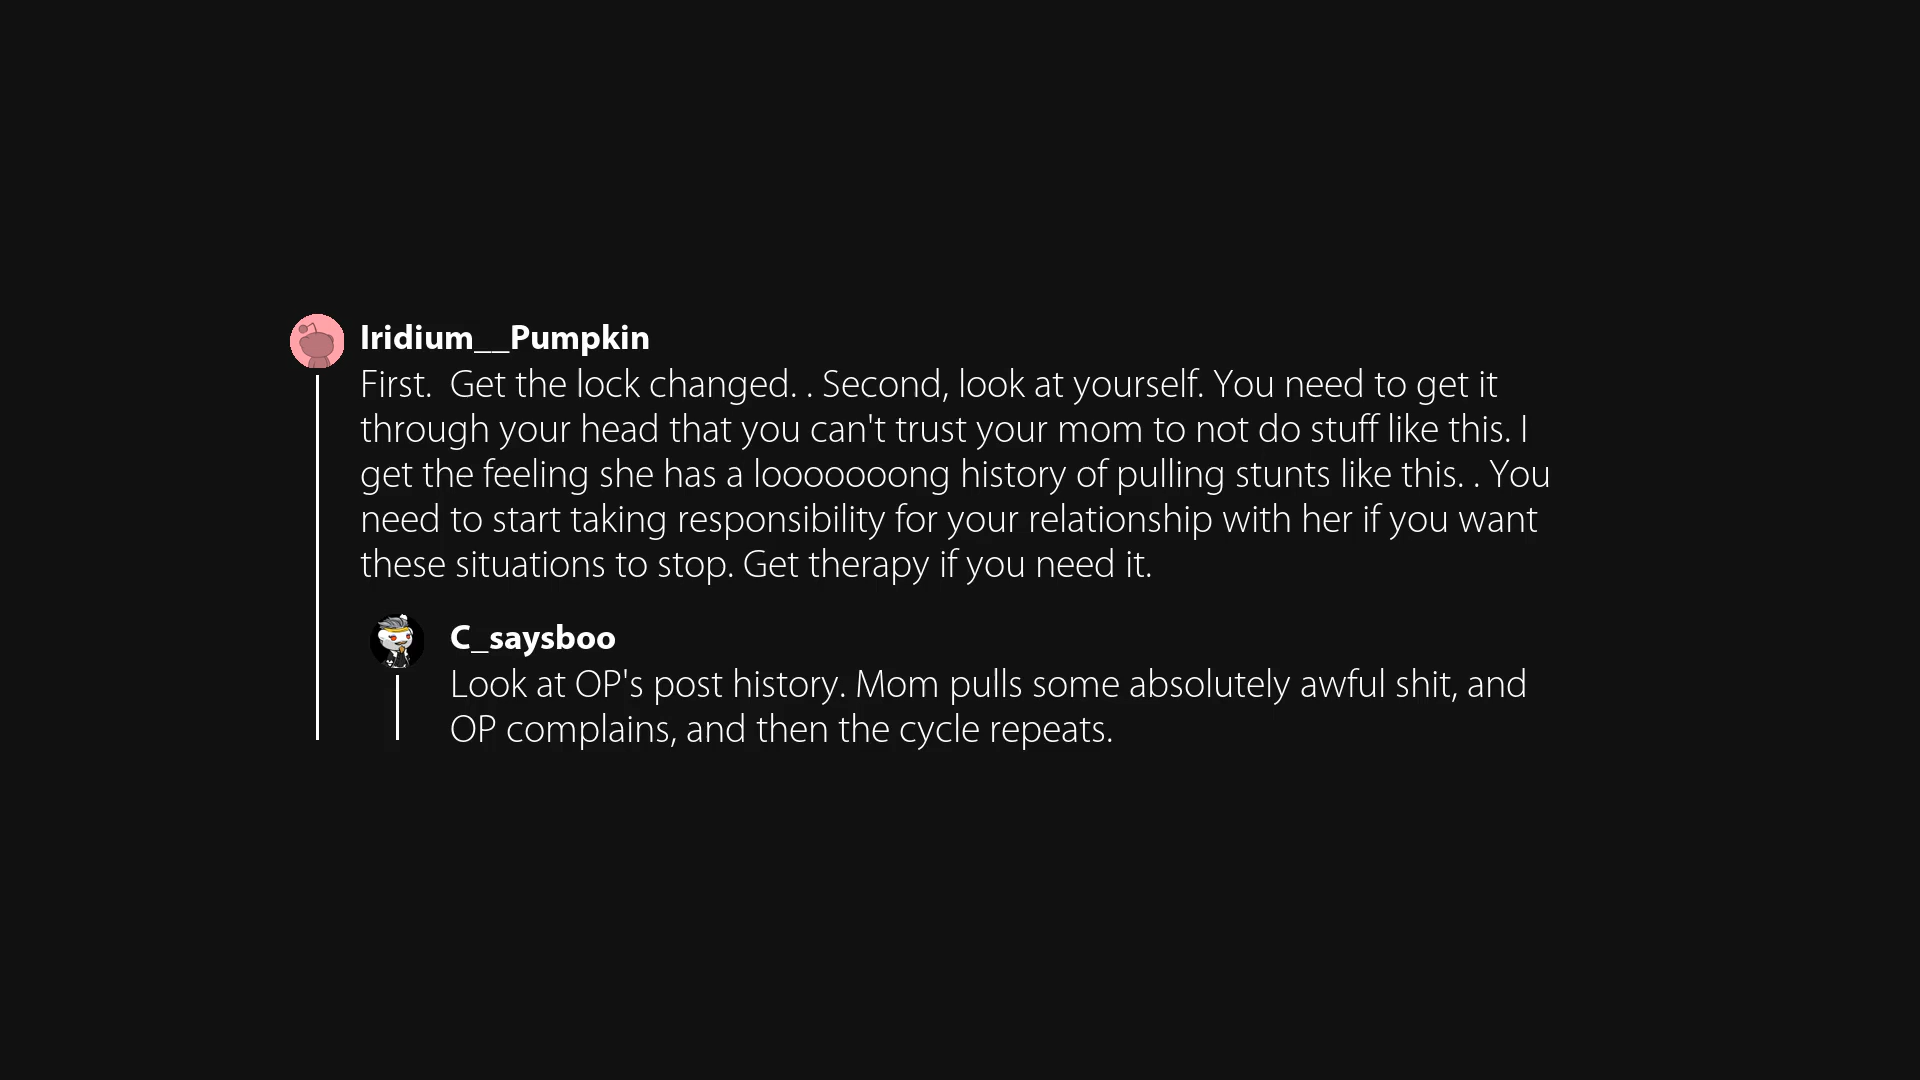 Iridium__Pumpkin
First.  Get the lock changed. . Second, look at yourself. You need to get it
through your head that you can't trust your mom to not do stuff like this. I
get the feeling she has a looooooong history of pulling stunts like this. . You
need to start taking responsibility for your relationship with her if you want
these situations to stop. Get therapy if you need it.
C_saysboo
Look at OP's post history. Mom pulls some absolutely awful shit, and
OP complains, and then the cycle repeats.